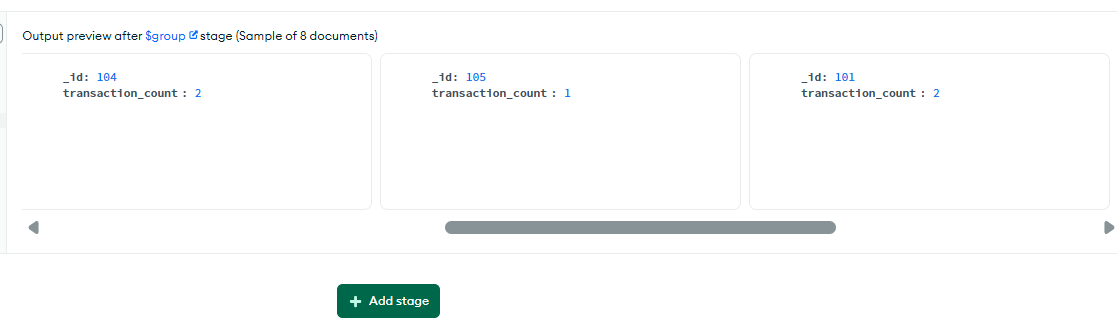 Output preview after $group stage (Sample of 8 documents)
_id: 104
transaction_count : 2
_id: 105
transaction_count : 1
_id: 101
transaction_count : 2
+ Add stage